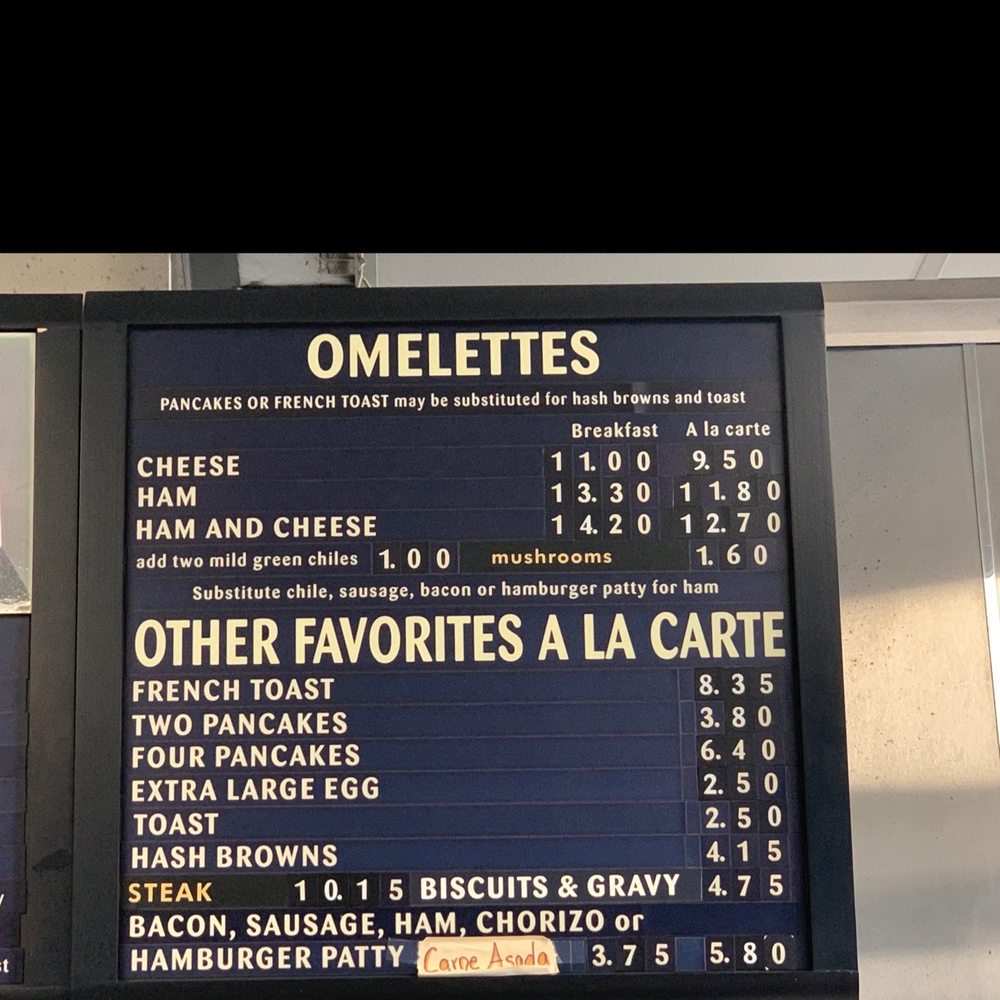 OMELETTES
PANCAKES OR FRENCH TOAST may be substituted for hash browns and toast
Breakfast A la carte
CHEESE 11.00 9.50
HAM 13.30 11.80
HAM AND CHEESE 14.20 12.70
add two mild green chiles 1.00 mushrooms 1.60
Substitute chile, sausage, bacon or hamburger patty for ham
OTHER FAVORITES A LA CARTE
FRENCH TOAST 8.35
TWO PANCAKES 3.80
FOUR PANCAKES 6.40
EXTRA LARGE EGG 2.50
TOAST 2.50
HASH BROWNS 4.15
STEAK 10.15 BISCUITS & GRAVY 4.75
BACON, SAUSAGE, HAM, CHORIZO or
HAMBURGER PATTY Carne Asada 3.75 5.80